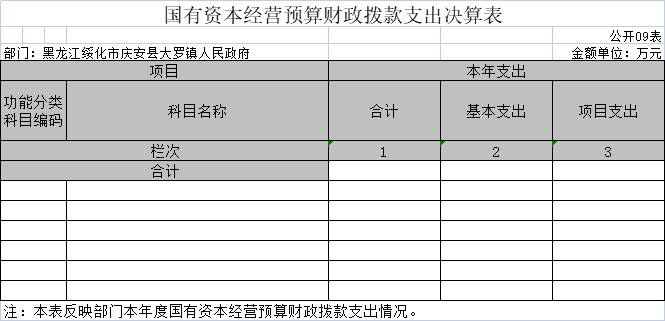 国有资本经营预算财政拨款支出决算表
公开09表
部门：黑龙江绥化市庆安县大罗镇人民政府 金额单位：万元
项目 本年支出
功能分类科目编码 科目名称 合计 基本支出 项目支出
栏次 1 2 3
合计
注：本表反映部门本年度国有资本经营预算财政拨款支出情况。